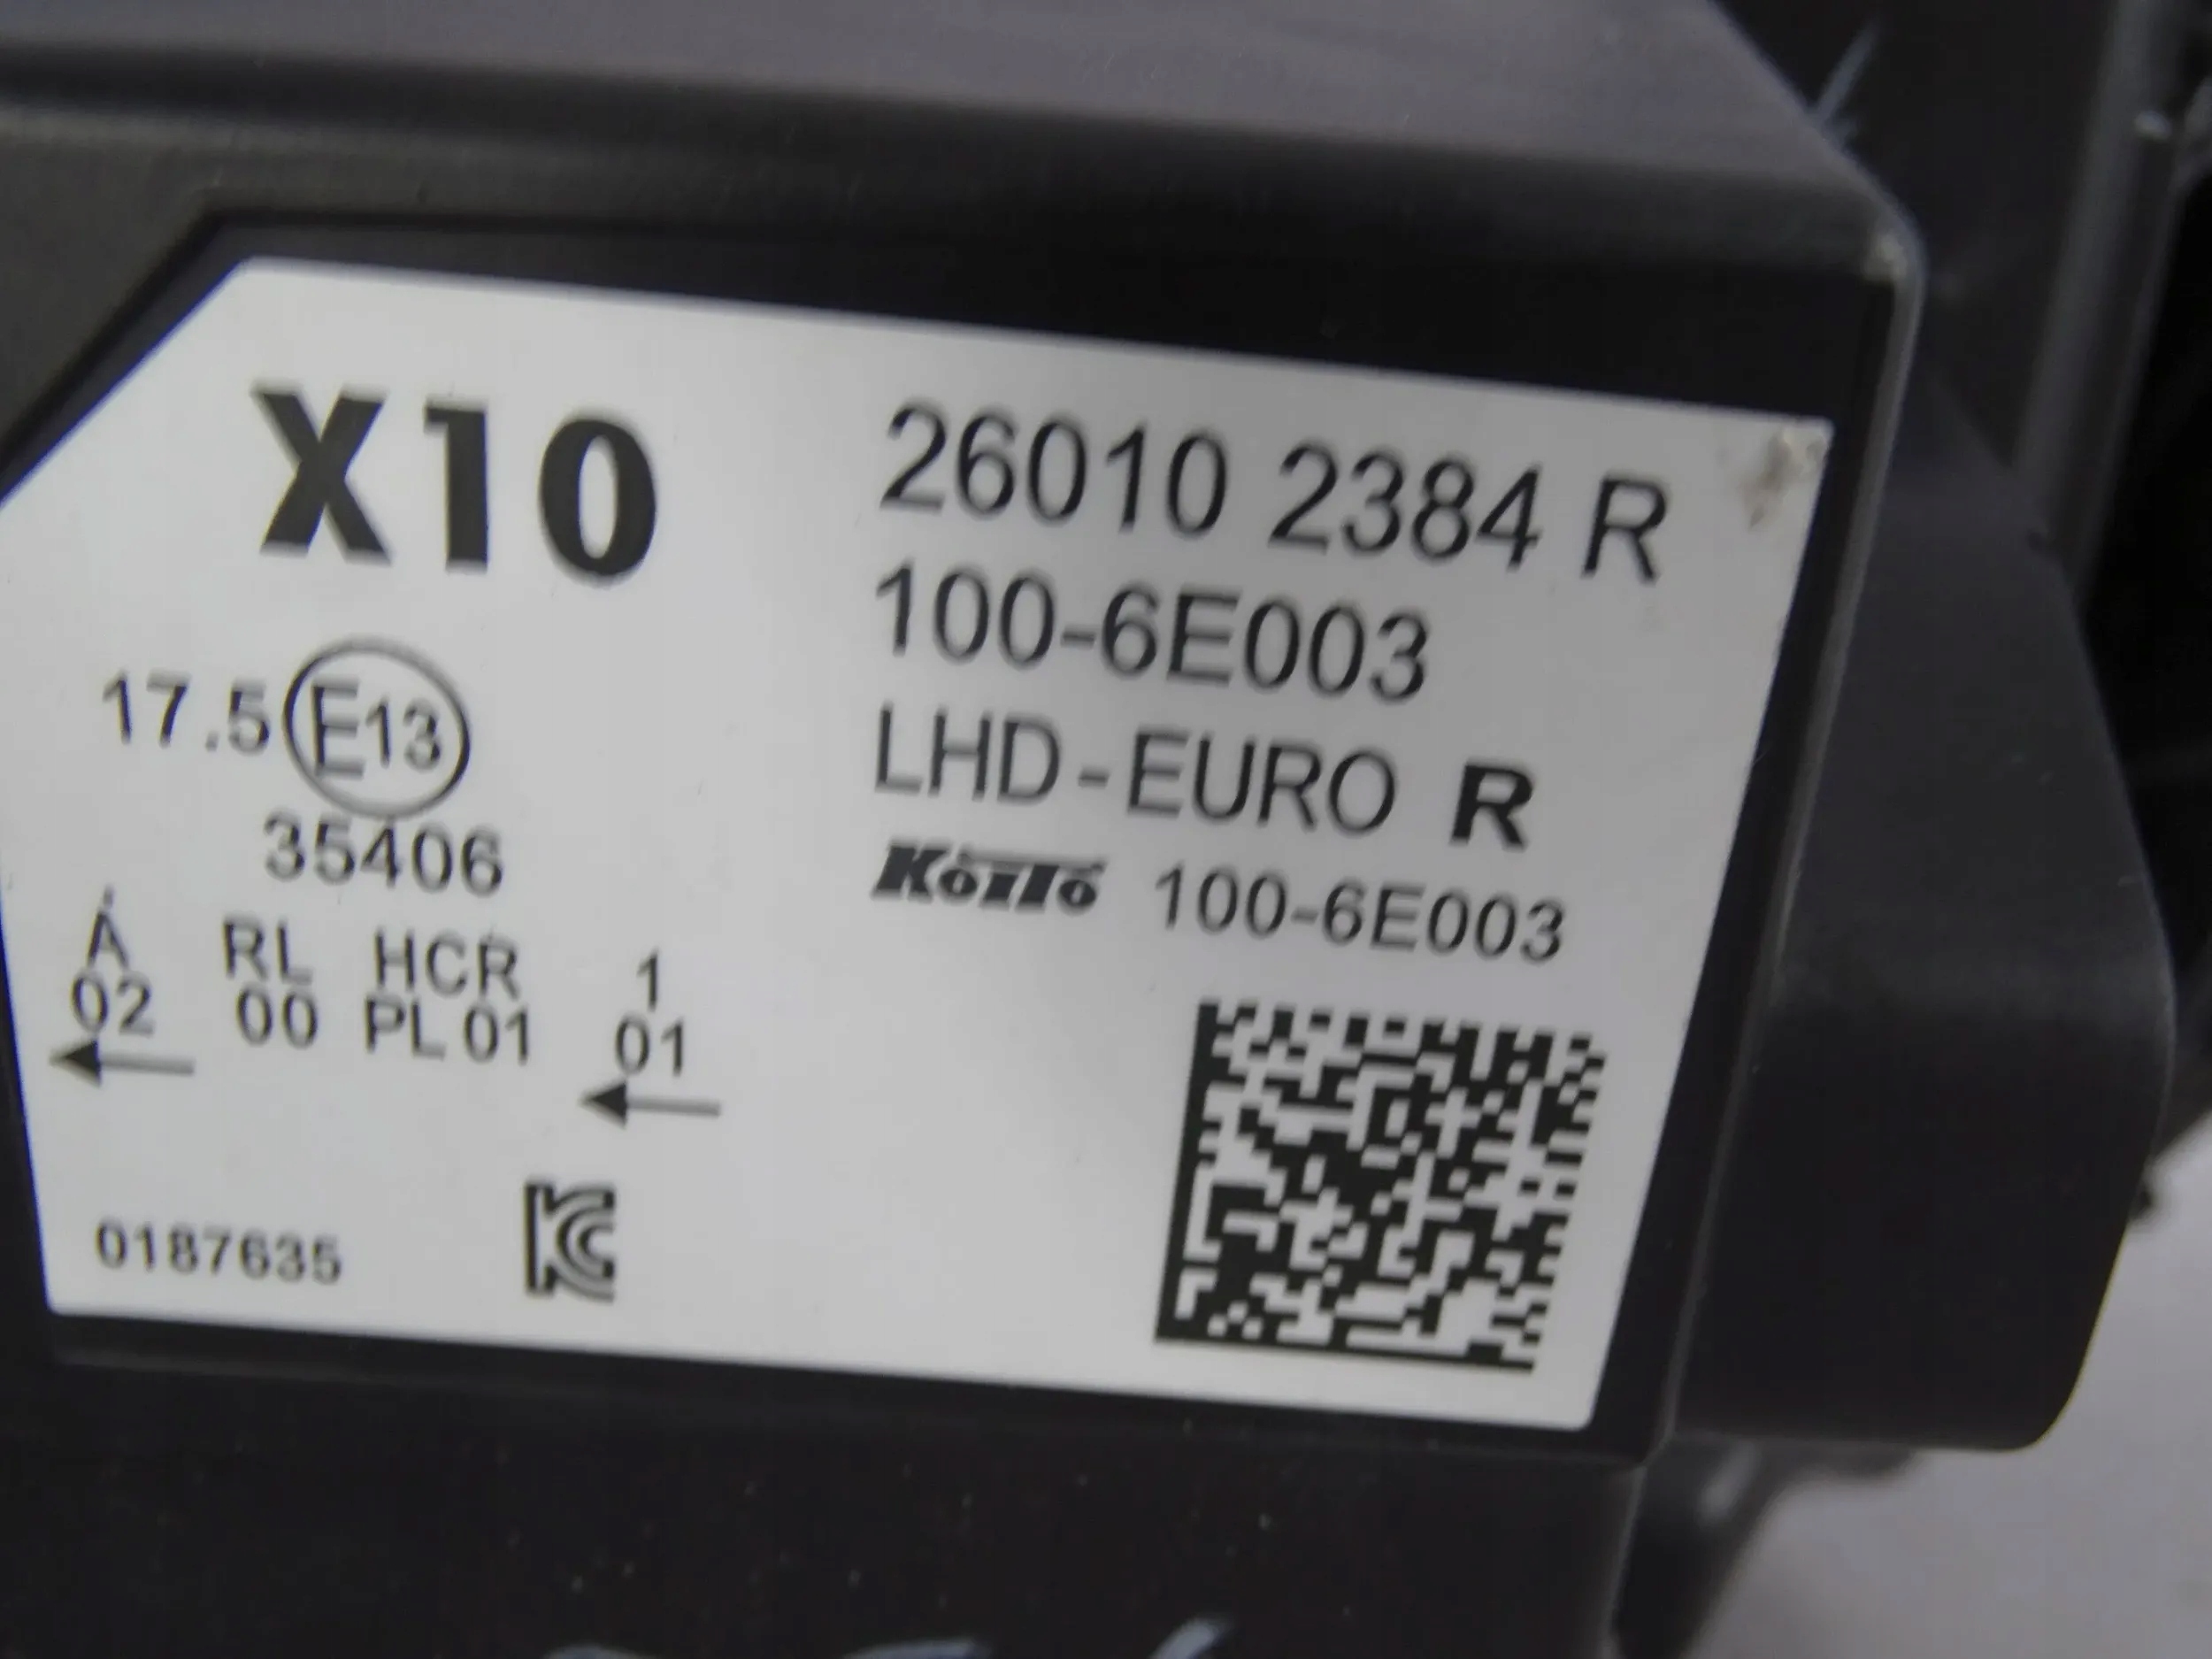 X10
26010 2384 R
100-6E003
LHD-EURO R
Koito 100-6E003
17.5 E13
35406
A RL HCR 1
02 00 PL 01 01
0187635